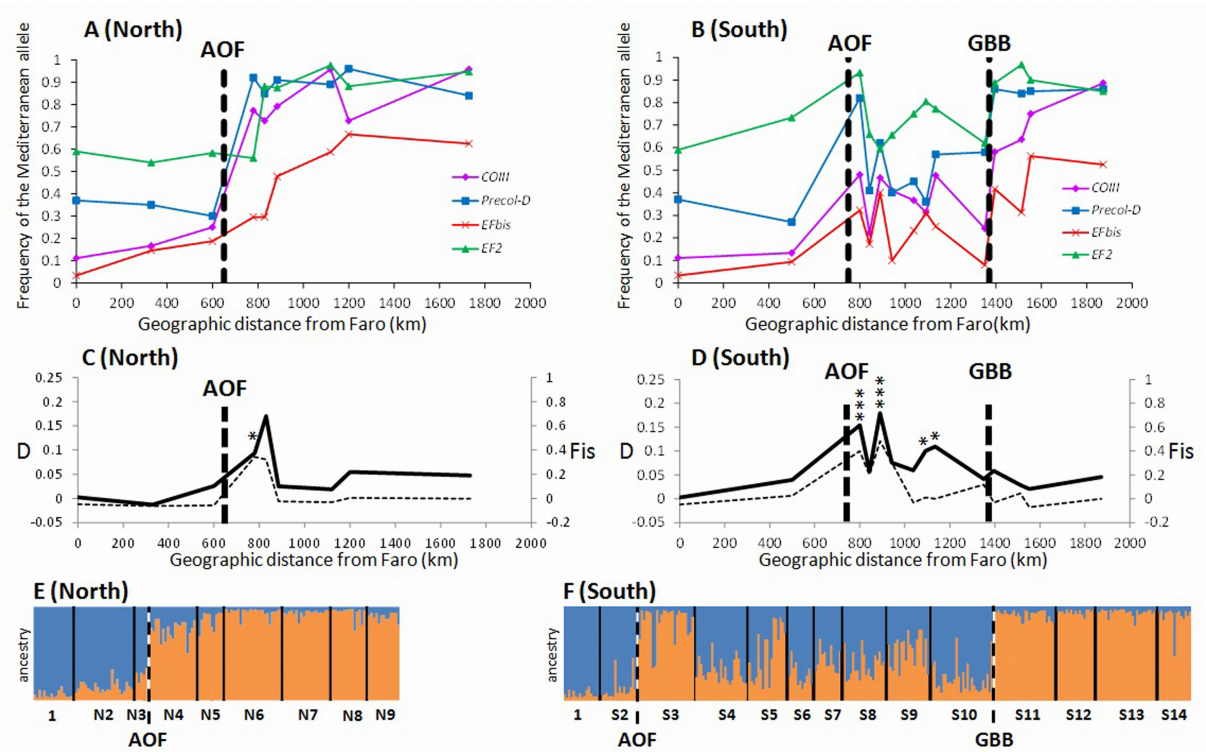 A (North)
AOF
Frequency of the Mediterranean allele
1
0.9
0.8
0.7
0.6
0.5
0.4
0.3
0.2
0.1
0
COIII
Precol-D
EFbis
EF2
0 200 400 600 800 1000 1200 1400 1600 1800 2000
Geographic distance from Faro (km)
B (South)
AOF GBB
Frequency of the Mediterranean allele
1
0.9
0.8
0.7
0.6
0.5
0.4
0.3
0.2
0.1
0
COIII
Precol-D
EFbis
EF2
0 200 400 600 800 1000 1200 1400 1600 1800 2000
Geographic distance from Faro(km)
C (North)
AOF
D
0.25
0.2
0.15
0.1
0.05
0
-0.05
*
1
0.8
0.6
0.4
0.2
0
-0.2
Fis
0 200 400 600 800 1000 1200 1400 1600 1800 2000
Geographic distance from Faro (km)
D (South)
AOF GBB
D
0.25
0.2
0.15
0.1
0.05
0
-0.05
*** *** * *
1
0.8
0.6
0.4
0.2
0
-0.2
Fis
0 200 400 600 800 1000 1200 1400 1600 1800 2000
Geographic distance from Faro (km)
E (North)
ancestry
1 N2 N3 N4 N5 N6 N7 N8 N9
AOF
F (South)
ancestry
1 S2 S3 S4 S5 S6 S7 S8 S9 S10 S11 S12 S13 S14
AOF GBB